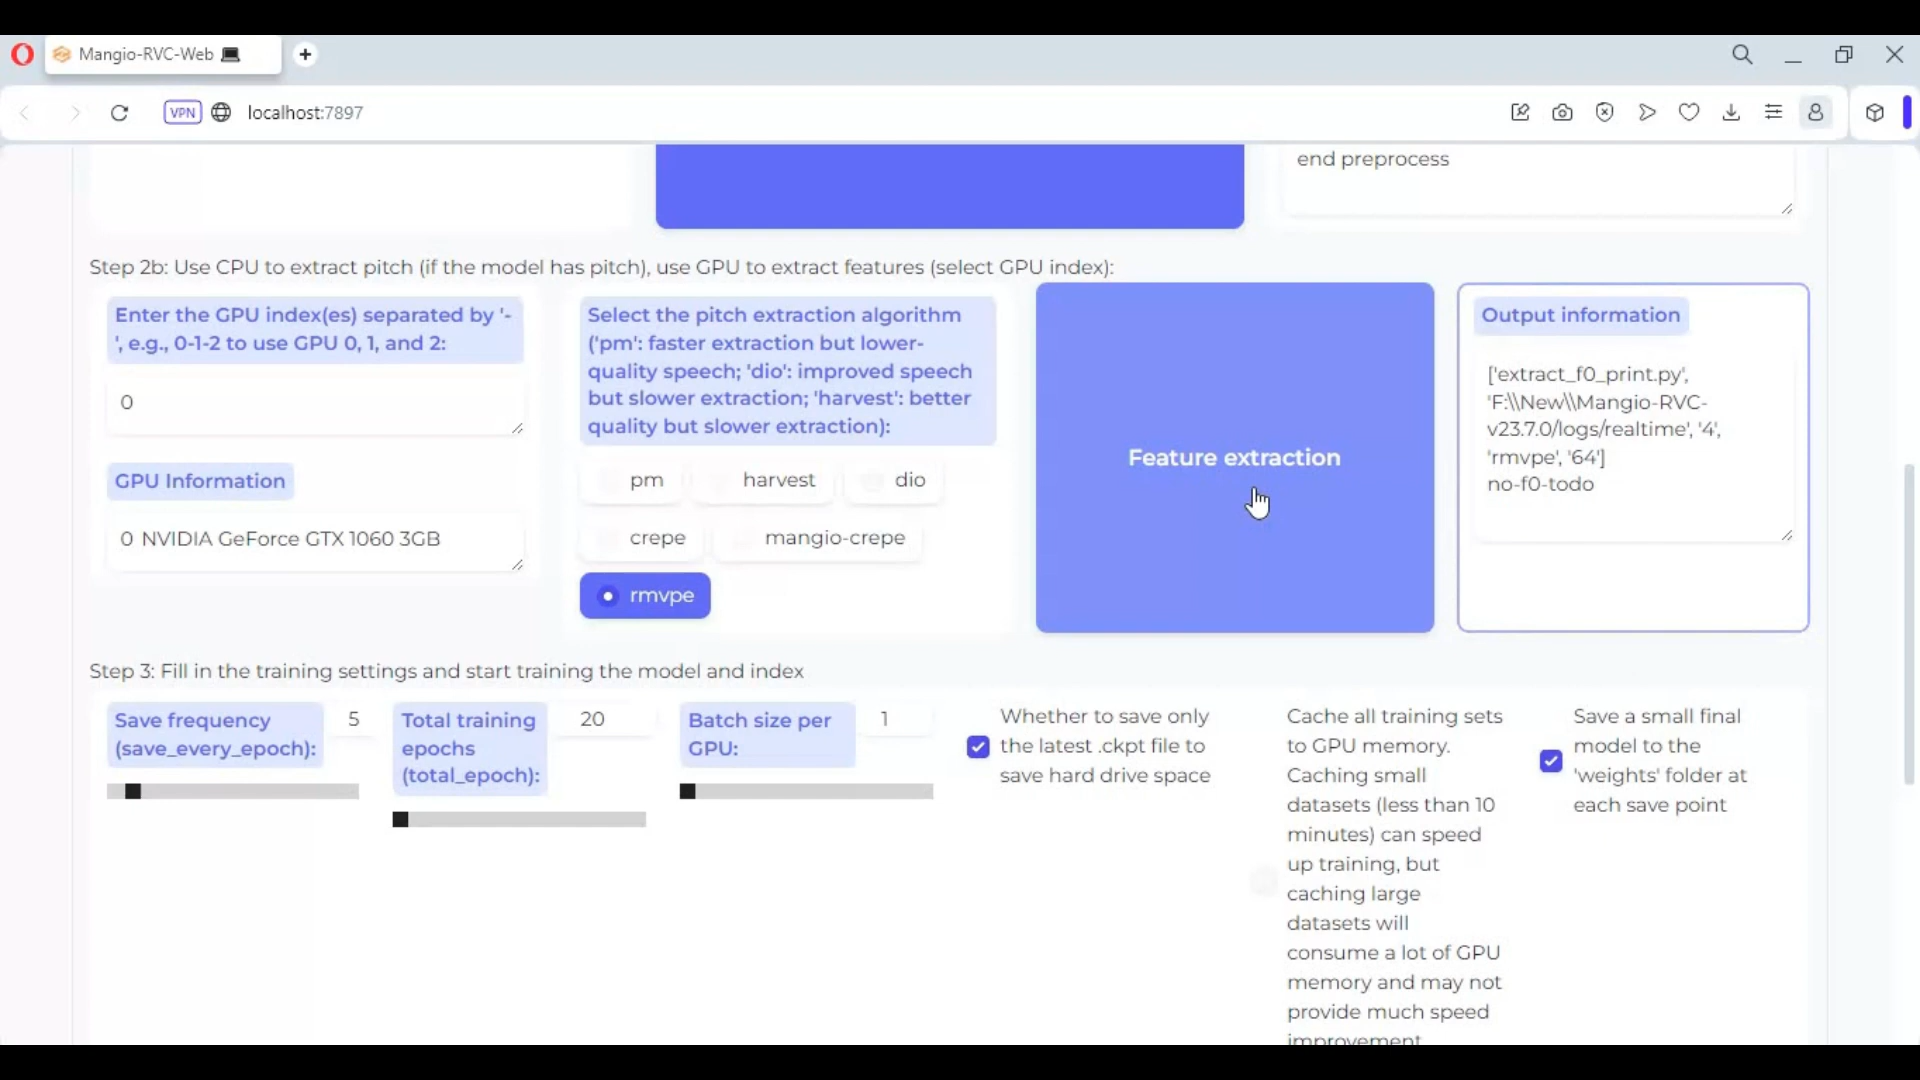 Mangio-RVC-Web
VPN
localhost:7897
end preprocess
Step 2b: Use CPU to extract pitch (if the model has pitch), use GPU to extract features (select GPU index):
Enter the GPU index(es) separated by '-
', e.g., 0-1-2 to use GPU 0, 1, and 2:
0
GPU Information
0 NVIDIA GeForce GTX 1060 3GB
Select the pitch extraction algorithm
('pm': faster extraction but lower-
quality speech; 'dio': improved speech
but slower extraction; 'harvest': better
quality but slower extraction):
pm
harvest
dio
crepe
mangio-crepe
rmvpe
Feature extraction
Output information
['extract_f0_print.py',
'F:\\New\\Mangio-RVC-
v23.7.0/logs/realtime', '4',
'rmvpe', '64']
no-f0-todo
Step 3: Fill in the training settings and start training the model and index
Save frequency
(save_every_epoch):
5
Total training
epochs
(total_epoch):
20
Batch size per
GPU:
1
Whether to save only
the latest .ckpt file to
save hard drive space
Cache all training sets
to GPU memory.
Caching small
datasets (less than 10
minutes) can speed
up training, but
caching large
datasets will
consume a lot of GPU
memory and may not
provide much speed
improvement
Save a small final
model to the
'weights' folder at
each save point